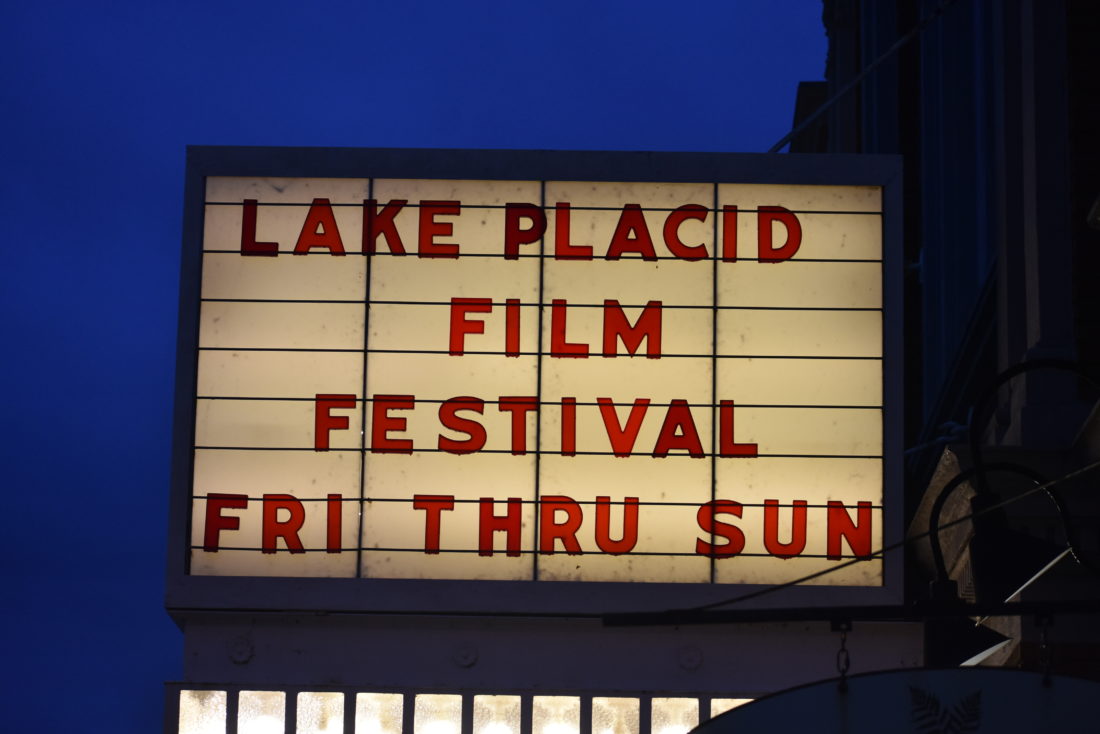 LAKE PLACID
FILM
FESTIVAL
FRI THRU SUN